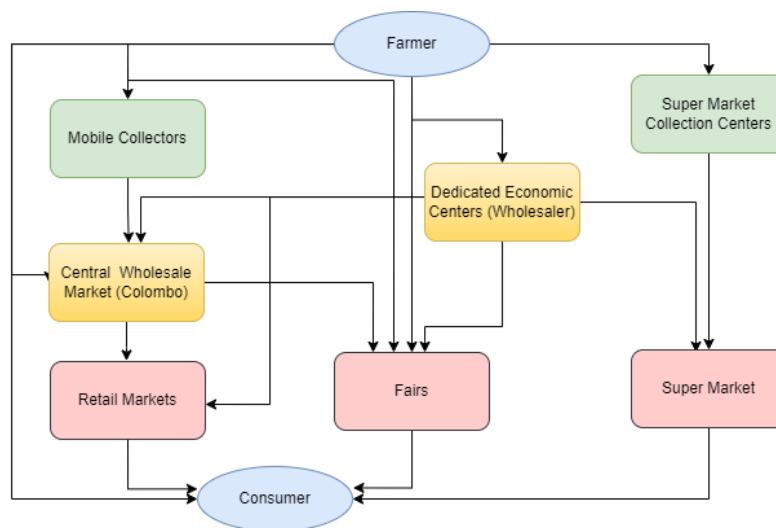 Farmer
Mobile Collectors
Super Market
Collection Centers
Dedicated Economic
Centers (Wholesaler)
Central Wholesale
Market (Colombo)
Retail Markets
Fairs
Super Market
Consumer